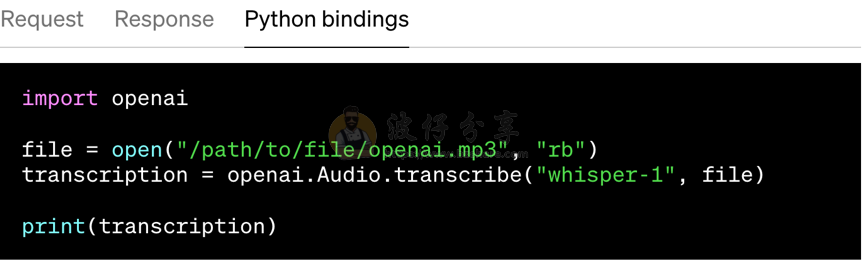 Request Response Python bindings
import openai
波仔分享
file = open("/path/to/file/openai.mp3", "rb")
transcription = openai.Audio.transcribe("whisper-1", file)
print(transcription)